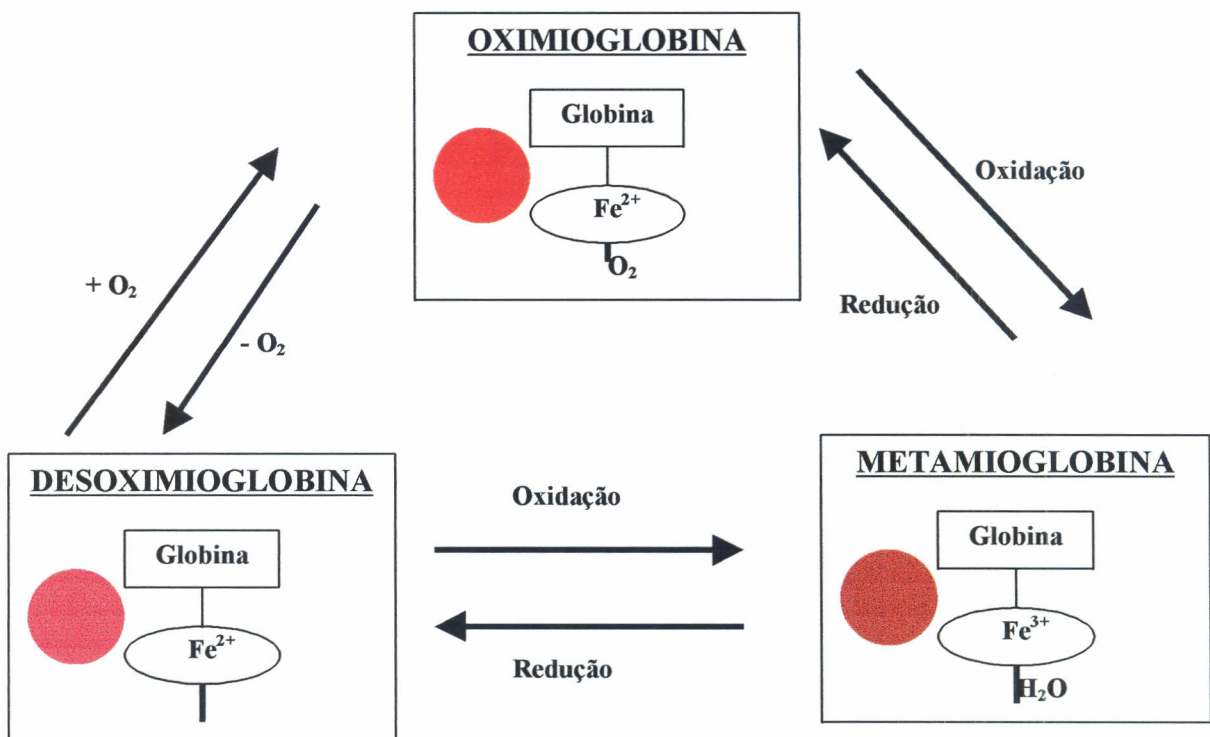 OXIMIOGLOBINA
Globina
Fe²⁺
O₂
Oxidação
Redução
+ O₂
- O₂
DESOXIMIOGLOBINA
Globina
Fe²⁺
Oxidação
Redução
METAMIOGLOBINA
Globina
Fe³⁺
H₂O